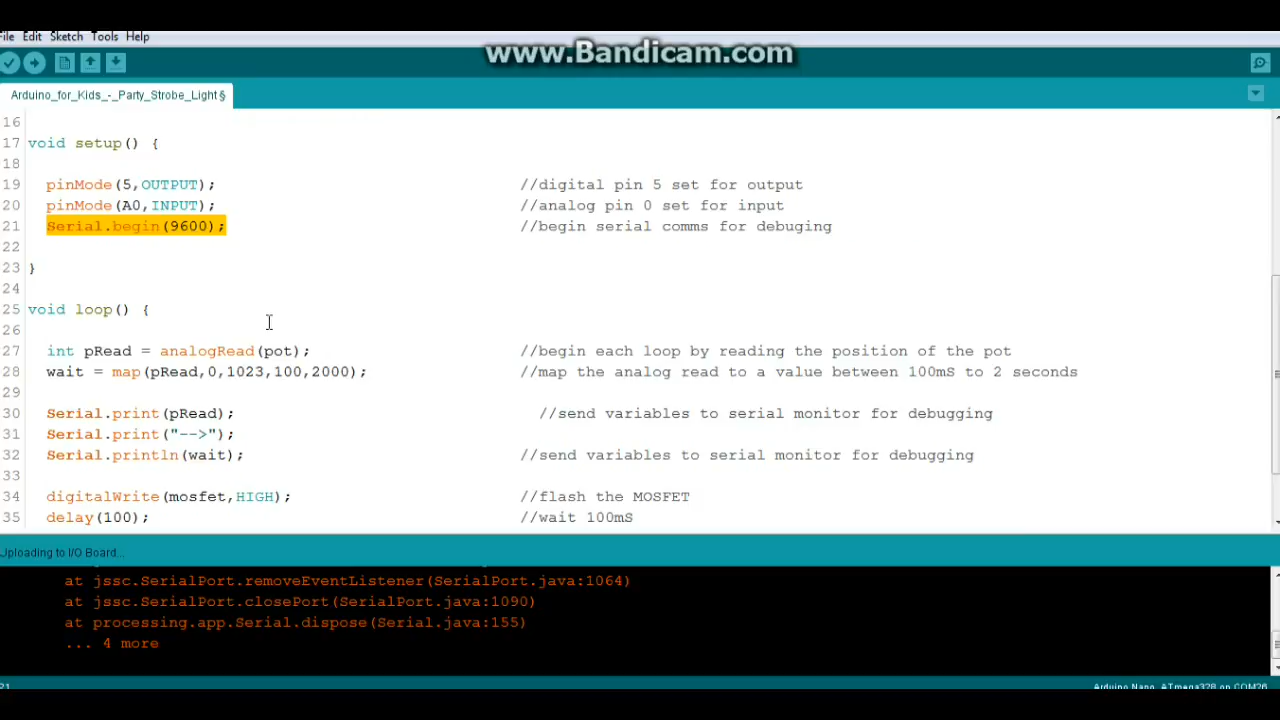 File Edit Sketch Tools Help
www.Bandicam.com
Arduino_for_Kids_-_Party_Strobe_Light§
16
17 void setup() {
18
19 pinMode(5,OUTPUT); //digital pin 5 set for output
20 pinMode(A0,INPUT); //analog pin 0 set for input
21 Serial.begin(9600); //begin serial comms for debuging
22
23 }
24
25 void loop() {
26
27 int pRead = analogRead(pot); //begin each loop by reading the position of the pot
28 wait = map(pRead,0,1023,100,2000); //map the analog read to a value between 100mS to 2 seconds
29
30 Serial.print(pRead); //send variables to serial monitor for debugging
31 Serial.print("-->");
32 Serial.println(wait); //send variables to serial monitor for debugging
33
34 digitalWrite(mosfet,HIGH); //flash the MOSFET
35 delay(100); //wait 100mS
Uploading to I/O Board...
at jssc.SerialPort.removeEventListener(SerialPort.java:1064)
at jssc.SerialPort.closePort(SerialPort.java:1090)
at processing.app.Serial.dispose(Serial.java:155)
... 4 more
21 Arduino Nano, ATmega328 on COM26